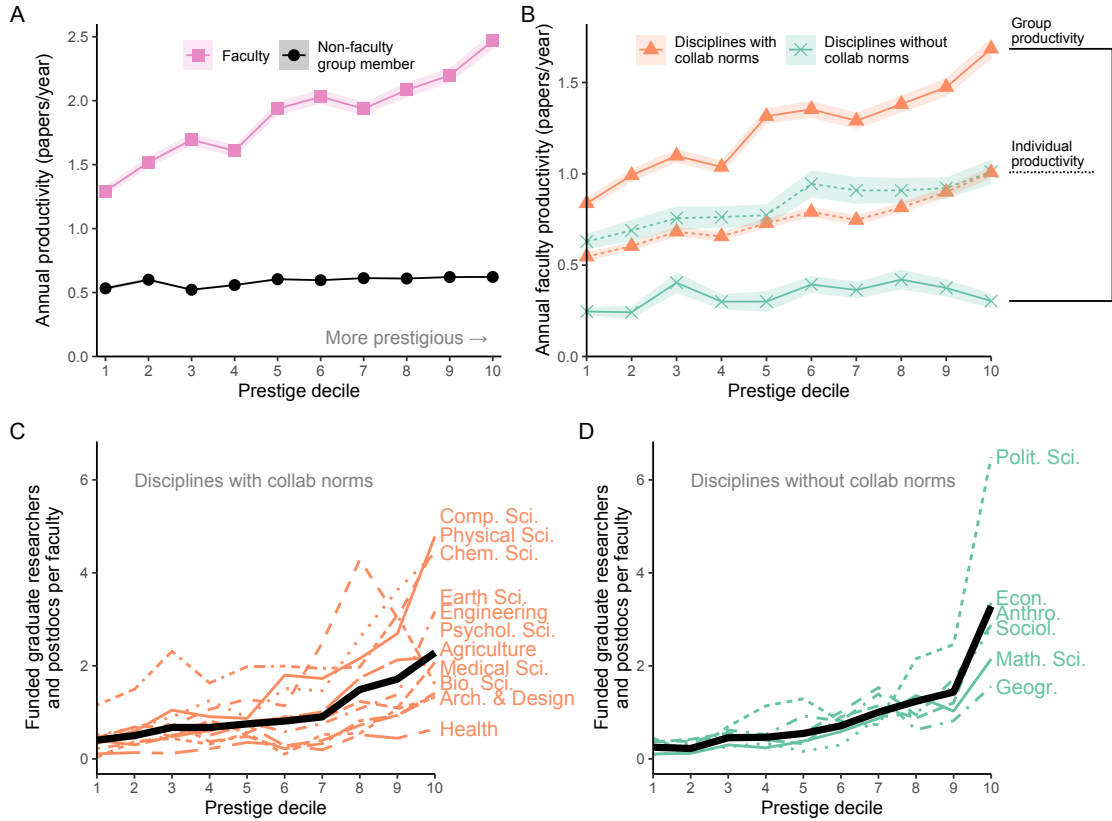 A
Annual productivity (papers/year)
2.5
2.0
1.5
1.0
0.5
0.0
Faculty
Non-faculty
group member
More prestigious →
1 2 3 4 5 6 7 8 9 10
Prestige decile
B
Annual faculty productivity (papers/year)
1.5
1.0
0.5
0.0
Disciplines with
collab norms
Disciplines without
collab norms
Group
productivity
Individual
productivity
1 2 3 4 5 6 7 8 9 10
Prestige decile
C
Funded graduate researchers
and postdocs per faculty
6
4
2
0
Disciplines with collab norms
Comp. Sci.
Physical Sci.
Chem. Sci.
Earth Sci.
Engineering
Psychol. Sci.
Agriculture
Medical Sci.
Bio. Sci.
Arch. & Design
Health
1 2 3 4 5 6 7 8 9 10
Prestige decile
D
Funded graduate researchers
and postdocs per faculty
6
4
2
0
Disciplines without collab norms
Polit. Sci.
Econ.
Anthro.
Sociol.
Math. Sci.
Geogr.
1 2 3 4 5 6 7 8 9 10
Prestige decile